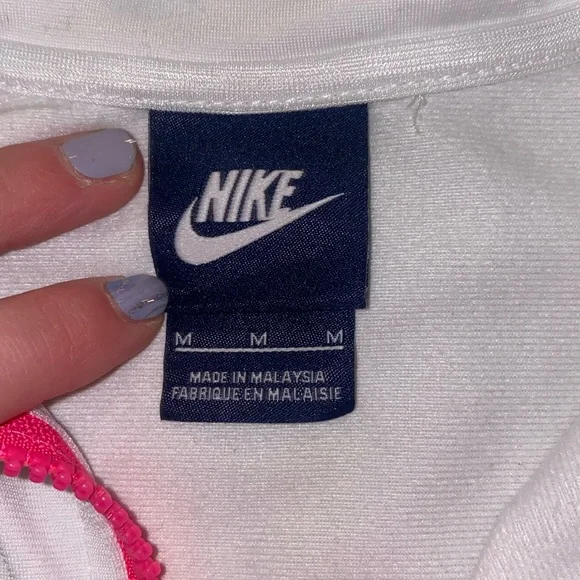 NIKE
M M M
MADE IN MALAYSIA
FABRIQUE EN MALAISIE